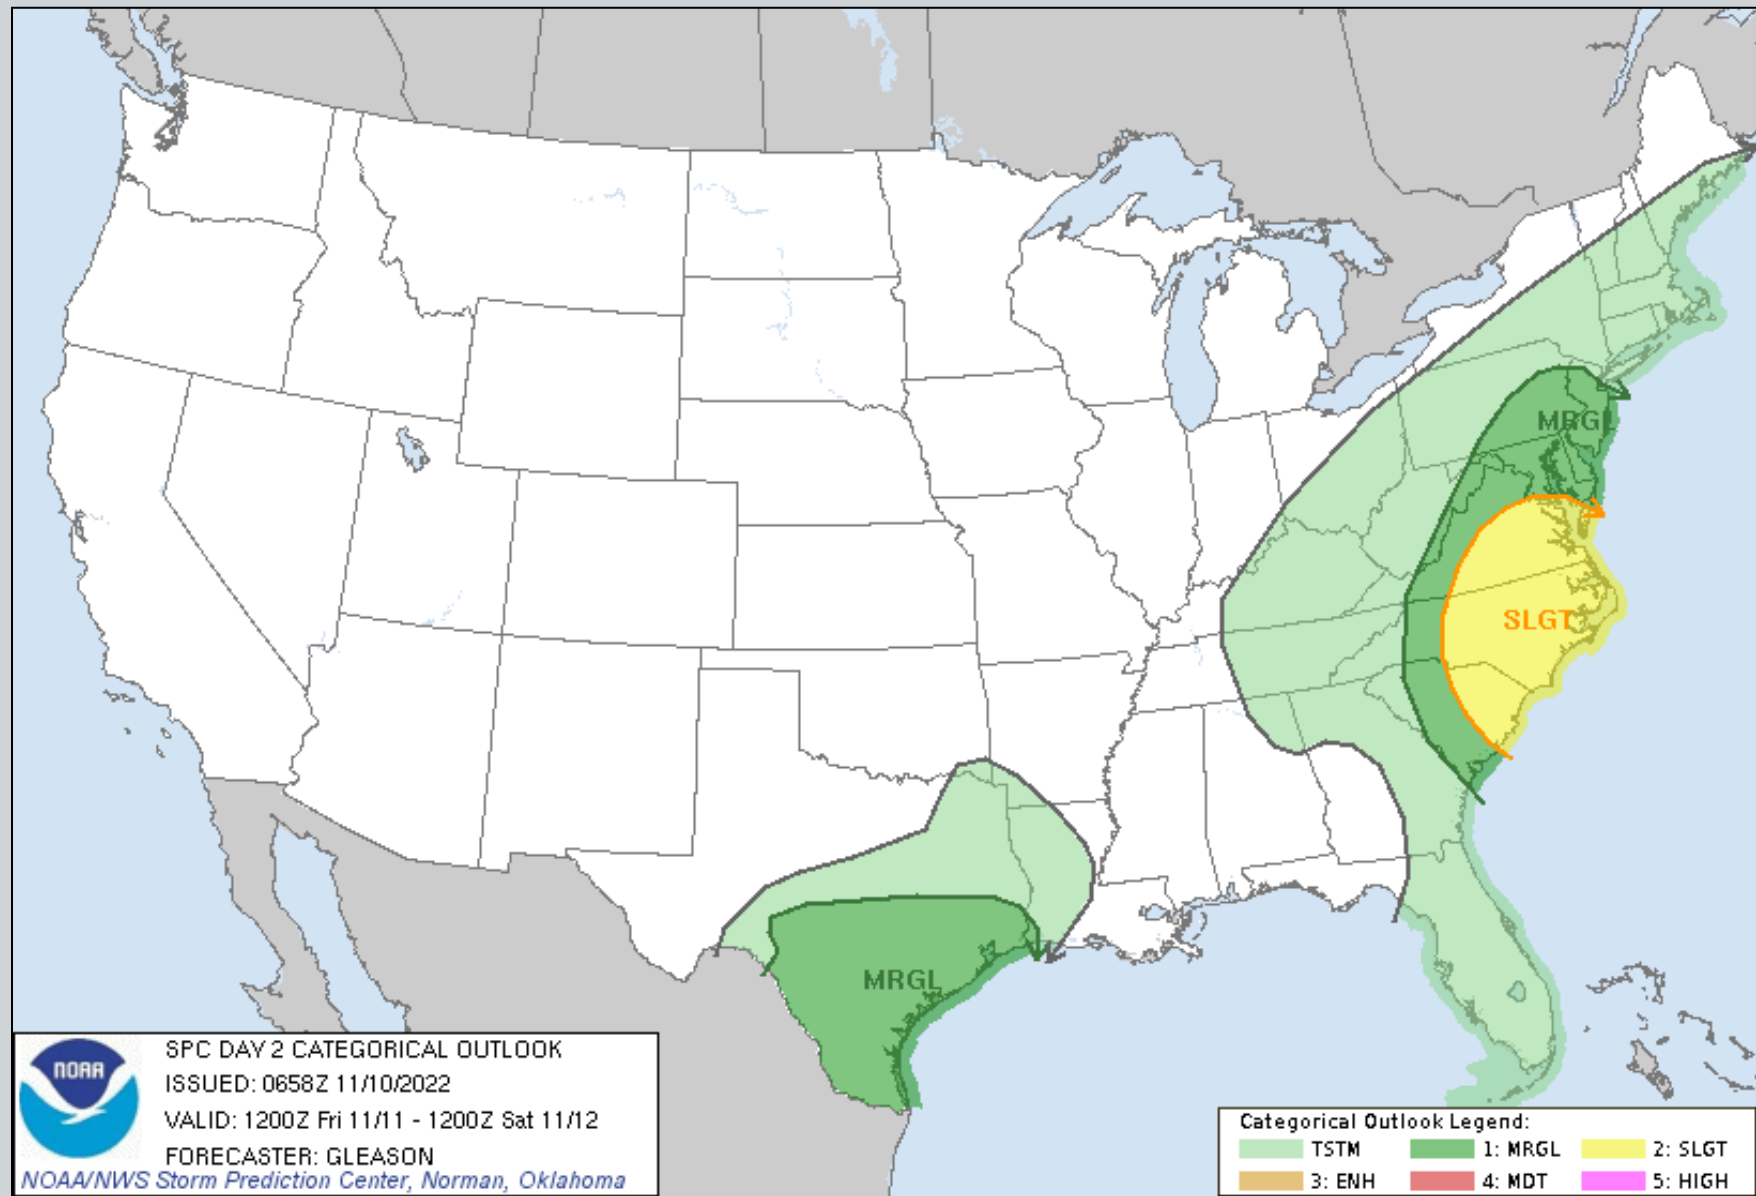 MRGL
SLGT
MRGL
NOAA
SPC DAY 2 CATEGORICAL OUTLOOK
ISSUED: 0658Z 11/10/2022
VALID: 1200Z Fri 11/11 - 1200Z Sat 11/12
FORECASTER: GLEASON
NOAA/NWS Storm Prediction Center, Norman, Oklahoma
Categorical Outlook Legend:
TSTM 1: MRGL 2: SLGT
3: ENH 4: MDT 5: HIGH